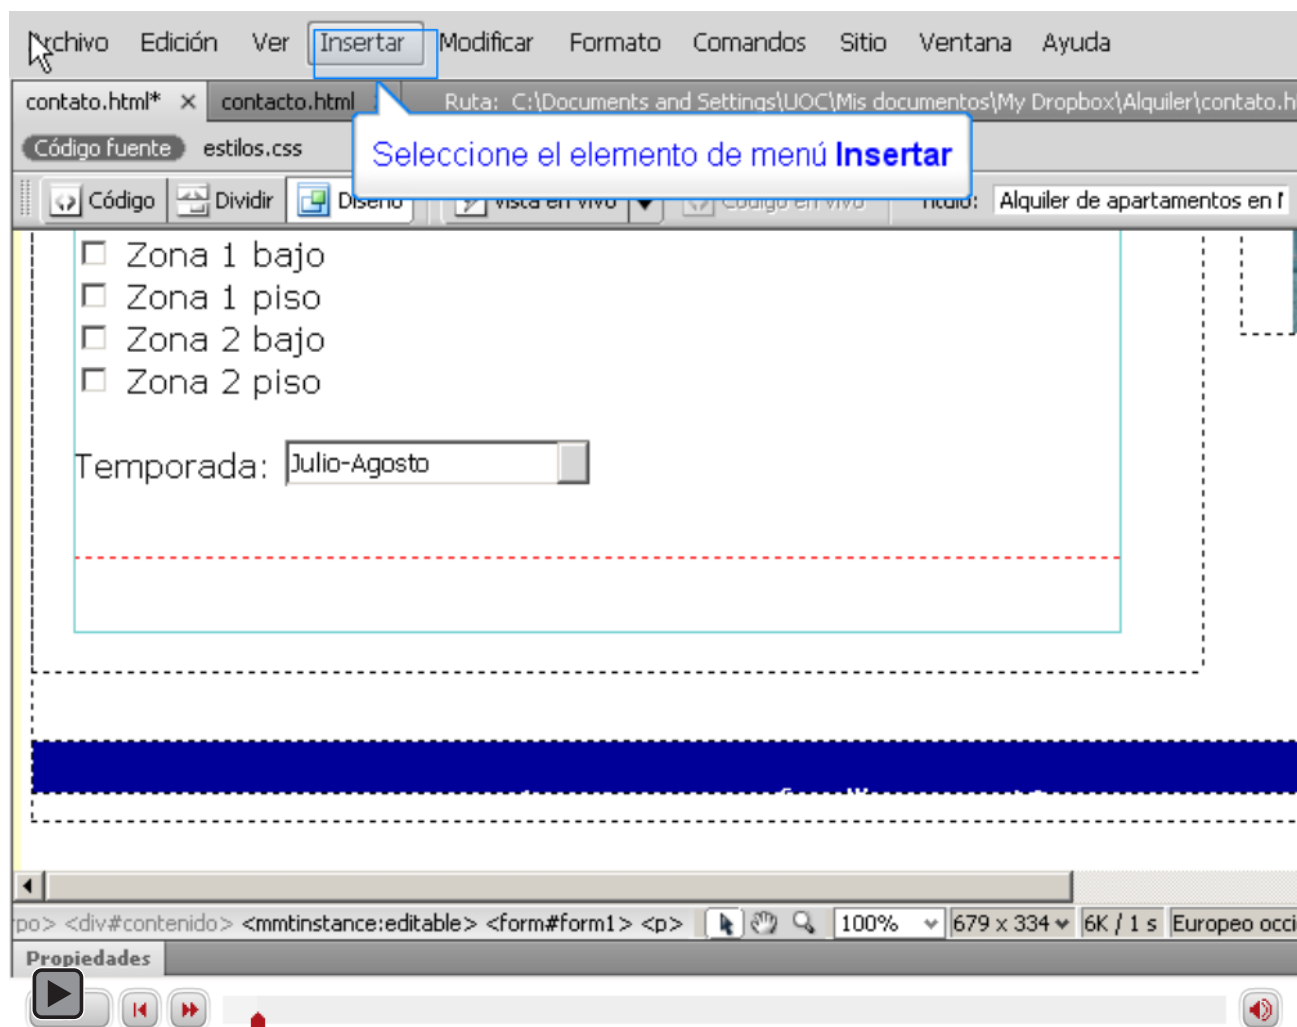 Archivo Edición Ver Insertar Modificar Formato Comandos Sitio Ventana Ayuda
contato.html* contacto.html Ruta: C:\Documents and Settings\UOC\Mis documentos\My Dropbox\Alquiler\contato.h
Código fuente estilos.css
Seleccione el elemento de menú Insertar
Código Dividir Diseño Vista en vivo Código en vivo Título: Alquiler de apartamentos en
Zona 1 bajo
Zona 1 piso
Zona 2 bajo
Zona 2 piso
Temporada: Julio-Agosto
rpo> <div#contenido> <mmtinstance:editable> <form#form1> <p> 100% 679 x 334 6K / 1 s Europeo occi
Propiedades